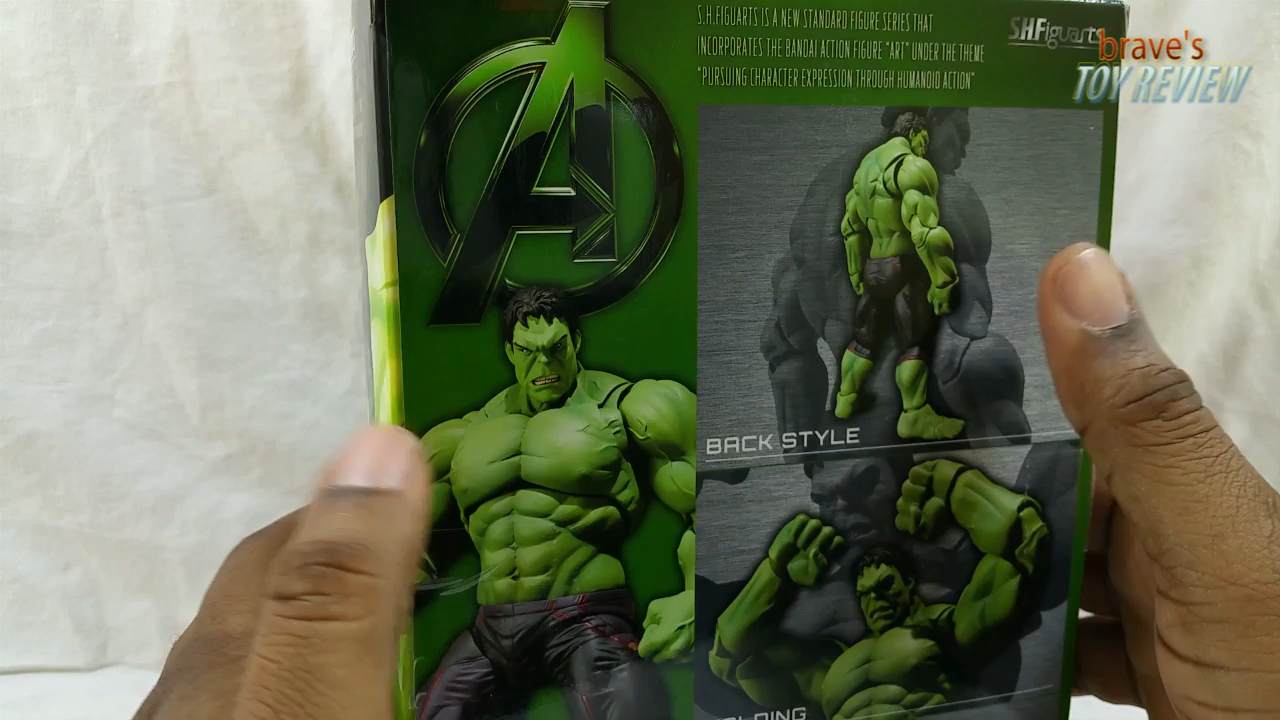 S.H.FIGUARTS IS A NEW STANDARD FIGURE SERIES THAT
INCORPORATES THE BANDAI ACTION FIGURE "ART" UNDER THE THEME
"PURSUING CHARACTER EXPRESSION THROUGH HUMANOID ACTION"
SHFiguarts
brave's
TOY REVIEW
A
BACK STYLE